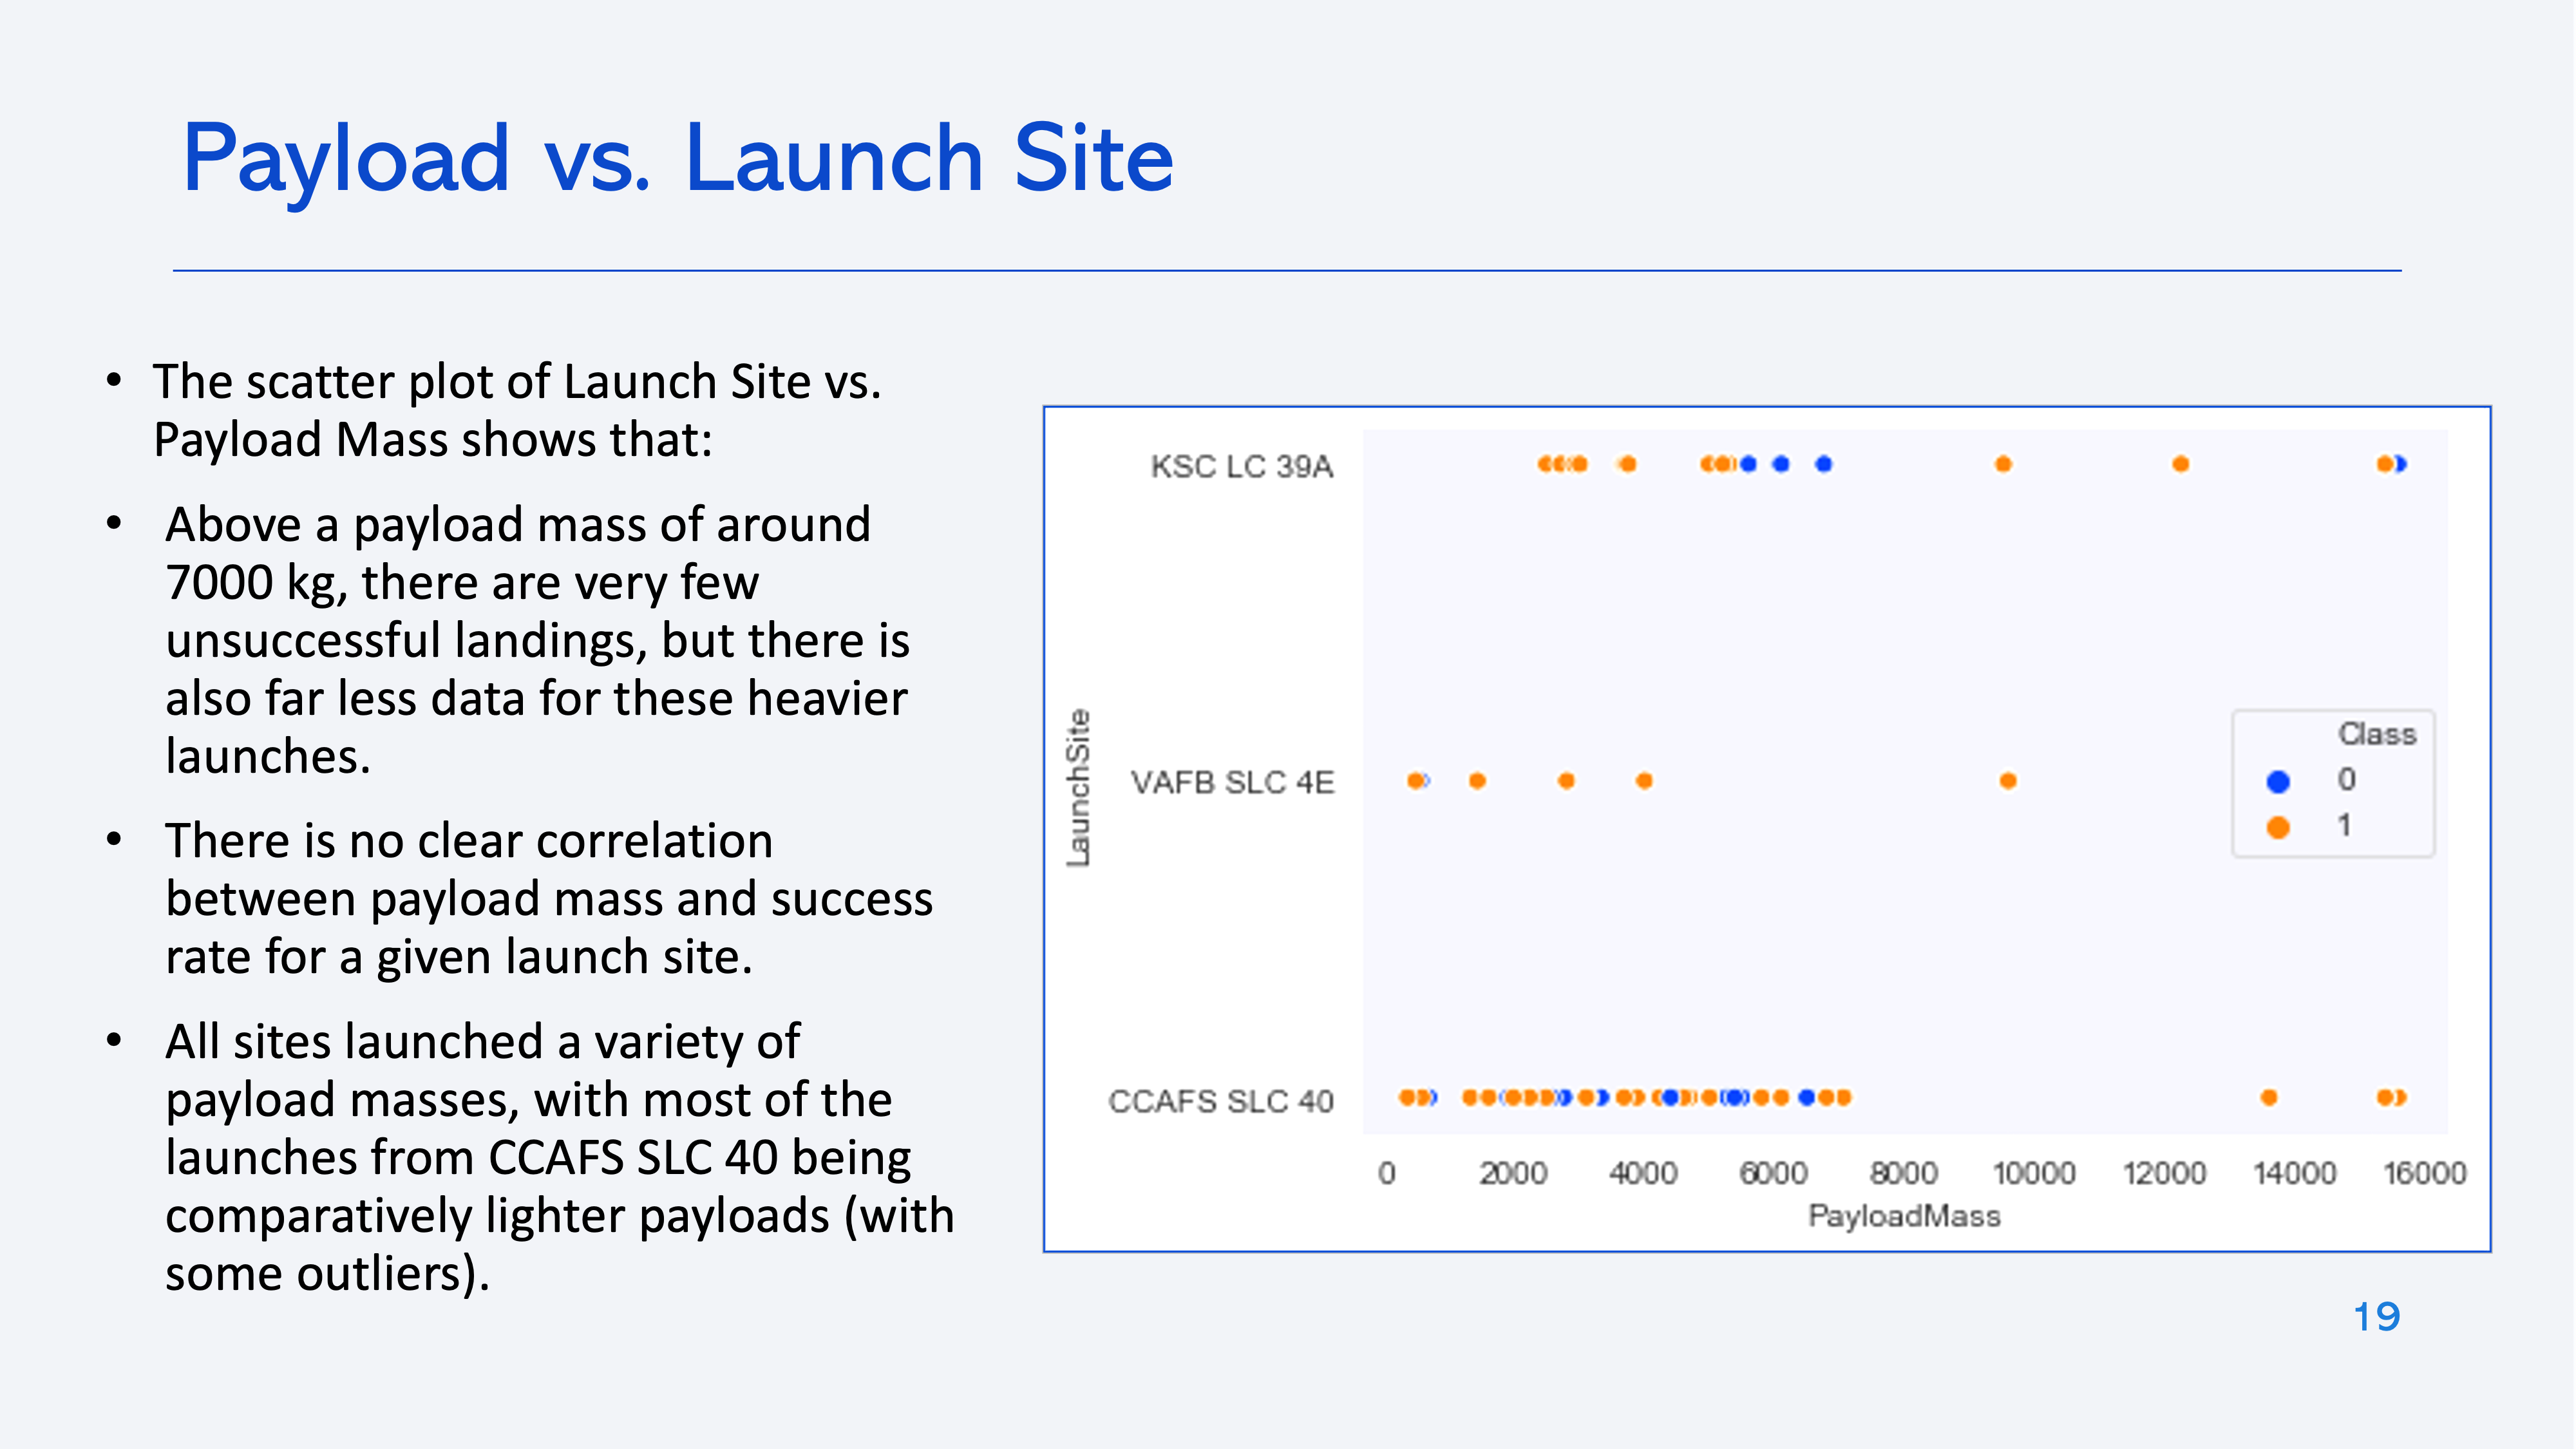 Payload vs. Launch Site
• The scatter plot of Launch Site vs.
Payload Mass shows that:
• Above a payload mass of around
7000 kg, there are very few
unsuccessful landings, but there is
also far less data for these heavier
launches.
• There is no clear correlation
between payload mass and success
rate for a given launch site.
• All sites launched a variety of
payload masses, with most of the
launches from CCAFS SLC 40 being
comparatively lighter payloads (with
some outliers).
LaunchSite
KSC LC 39A
VAFB SLC 4E
CCAFS SLC 40
Class
0
1
0 2000 4000 6000 8000 10000 12000 14000 16000
PayloadMass
19